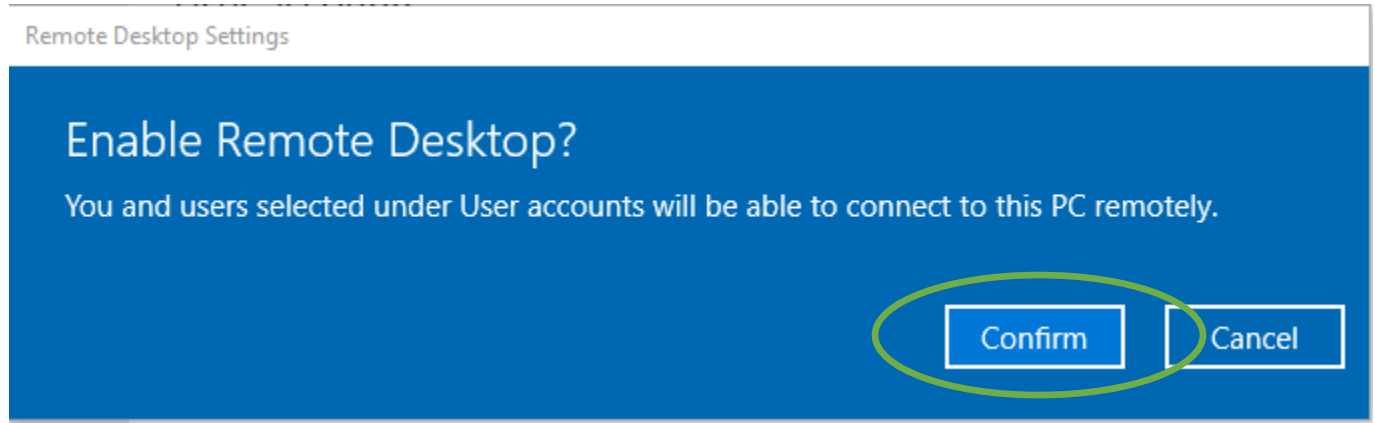 Remote Desktop Settings
Enable Remote Desktop?
You and users selected under User accounts will be able to connect to this PC remotely.
Confirm
Cancel